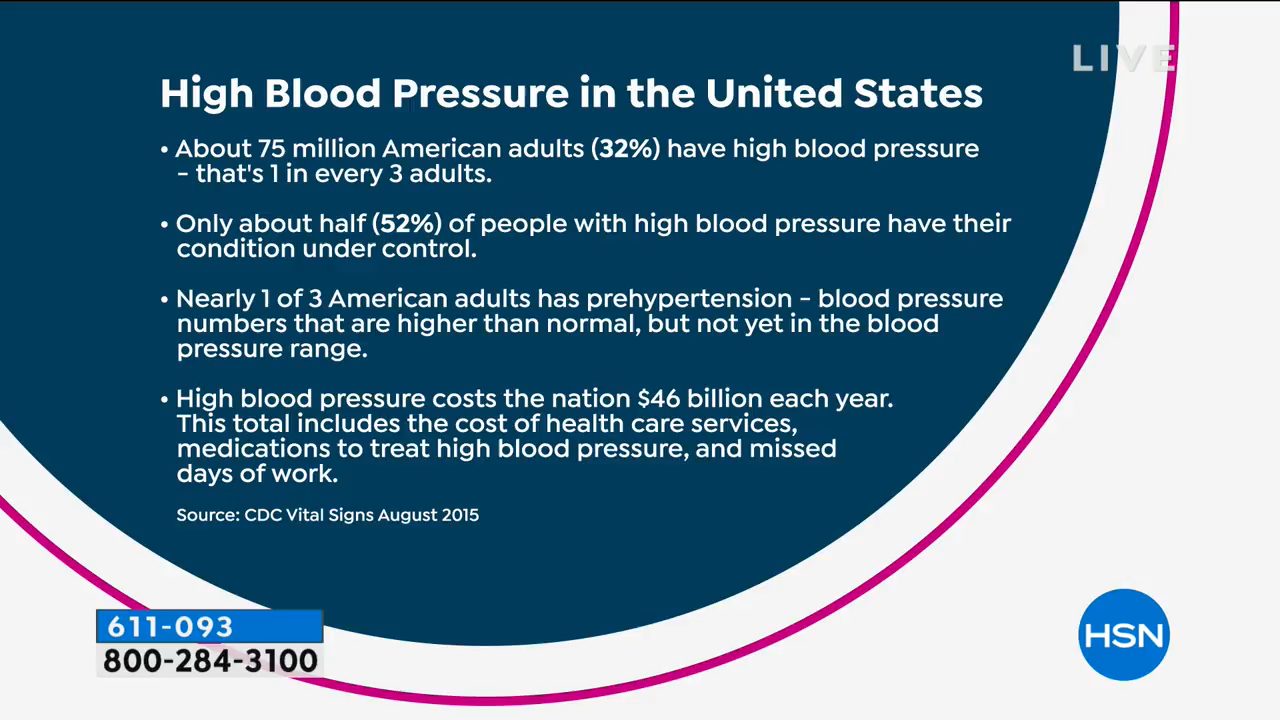 LIVE
High Blood Pressure in the United States
• About 75 million American adults (32%) have high blood pressure
- that's 1 in every 3 adults.
• Only about half (52%) of people with high blood pressure have their
condition under control.
• Nearly 1 of 3 American adults has prehypertension - blood pressure
numbers that are higher than normal, but not yet in the blood
pressure range.
• High blood pressure costs the nation $46 billion each year.
This total includes the cost of health care services,
medications to treat high blood pressure, and missed
days of work.
Source: CDC Vital Signs August 2015
611-093
800-284-3100
HSN